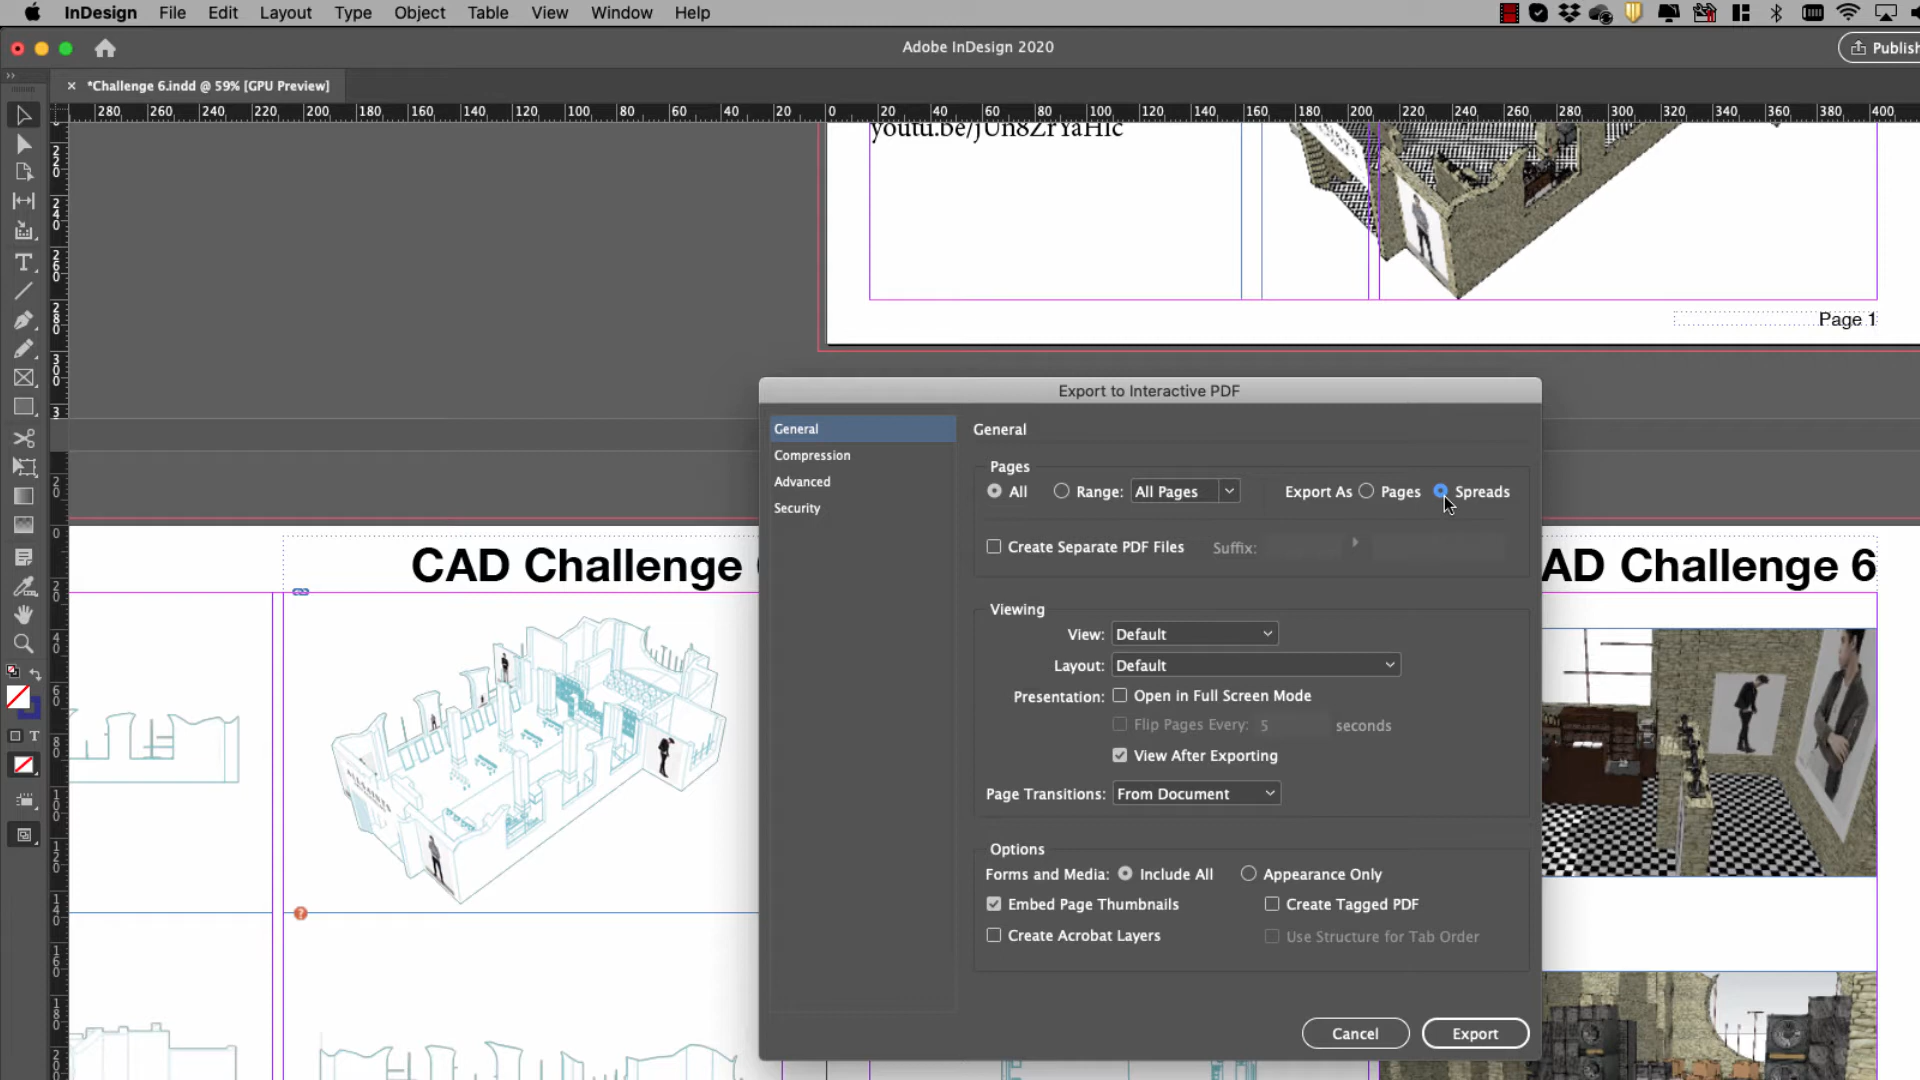 InDesign File Edit Layout Type Object Table View Window Help
Adobe InDesign 2020
Publish
*Challenge 6.indd @ 59% [GPU Preview]
280 260 240 220 200 180 160 140 120 100 80 60 40 20 0 20 40 60 80 100 120 140 160 180 200 220 240 260 280 300 320 340 360 380 400
youtu.be/jUn8ZrYaHIc
Page 1
Export to Interactive PDF
General
Compression
Advanced
Security
General
Pages
All Range: All Pages Export As Pages Spreads
Create Separate PDF Files Suffix:
Viewing
View: Default
Layout: Default
Presentation: Open in Full Screen Mode
Flip Pages Every: 5 seconds
View After Exporting
Page Transitions: From Document
Options
Forms and Media: Include All Appearance Only
Embed Page Thumbnails Create Tagged PDF
Create Acrobat Layers Use Structure for Tab Order
Cancel Export
CAD Challenge
AD Challenge 6